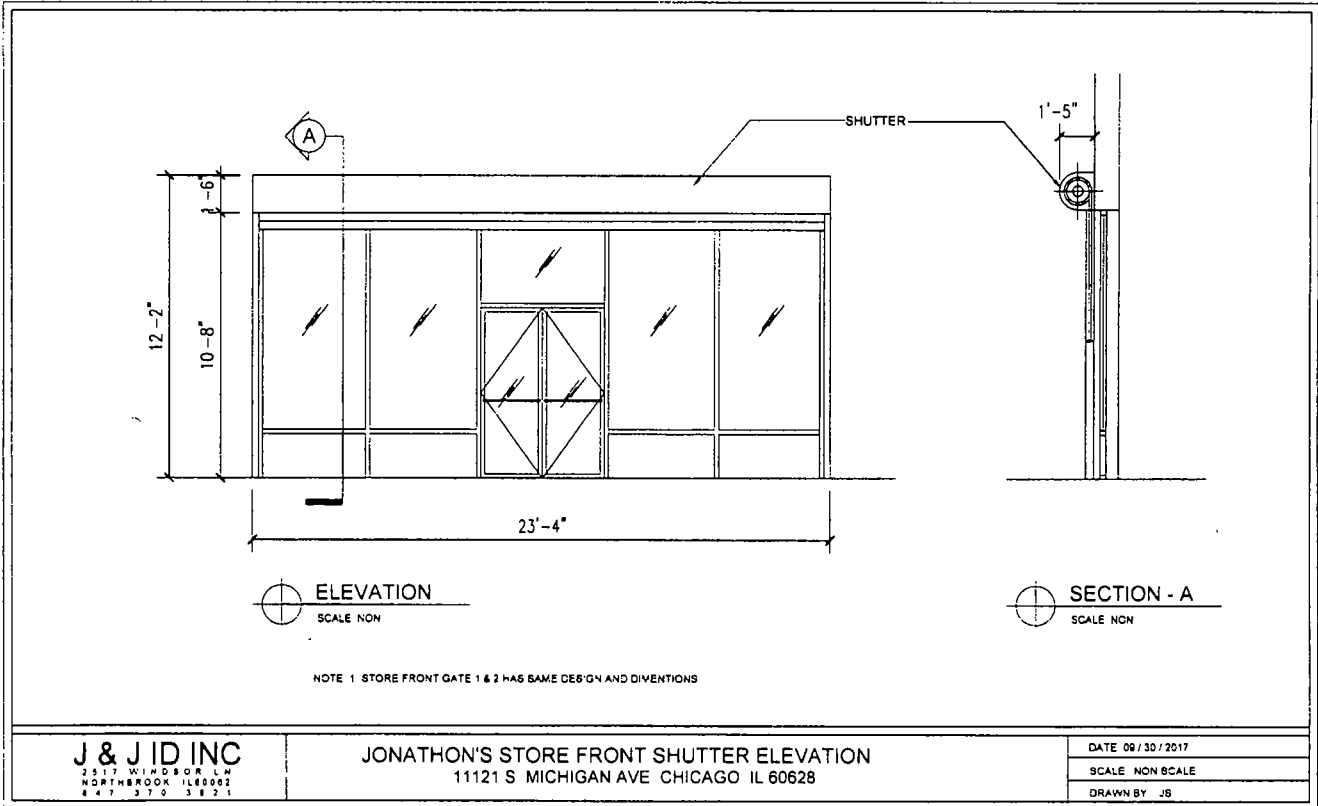 A
SHUTTER
1'-5"
1'-6"
12'-2"
10'-8"
23'-4"
ELEVATION
SCALE NON
SECTION - A
SCALE NON
NOTE 1 STORE FRONT GATE 1 & 2 HAS SAME DESIGN AND DIMENTIONS
J & J ID INC
2517 WINDSOR LN
NORTHBROOK IL60062
847 370 3821
JONATHON'S STORE FRONT SHUTTER ELEVATION
11121 S MICHIGAN AVE CHICAGO IL 60628
DATE 09/30/2017
SCALE NON SCALE
DRAWN BY JS